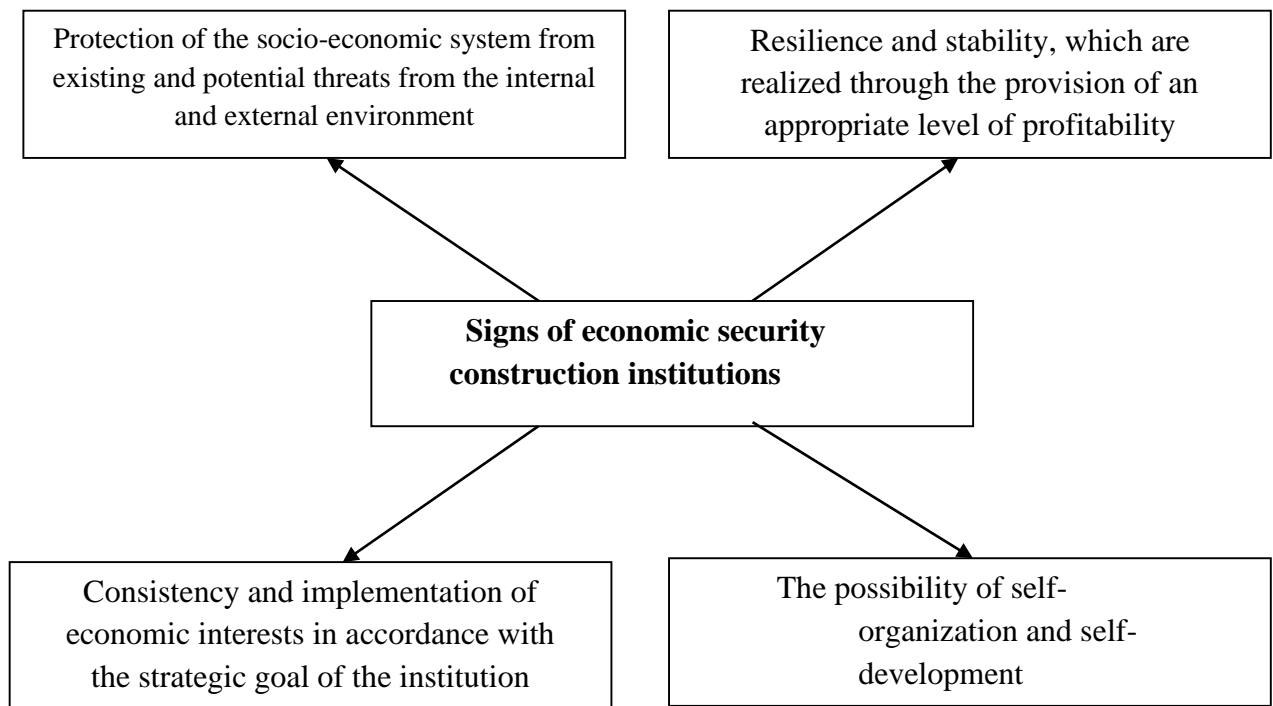 Protection of the socio-economic system from
existing and potential threats from the internal
and external environment
Resilience and stability, which are
realized through the provision of an
appropriate level of profitability
Signs of economic security
construction institutions
Consistency and implementation of
economic interests in accordance with
the strategic goal of the institution
The possibility of self-
organization and self-
development